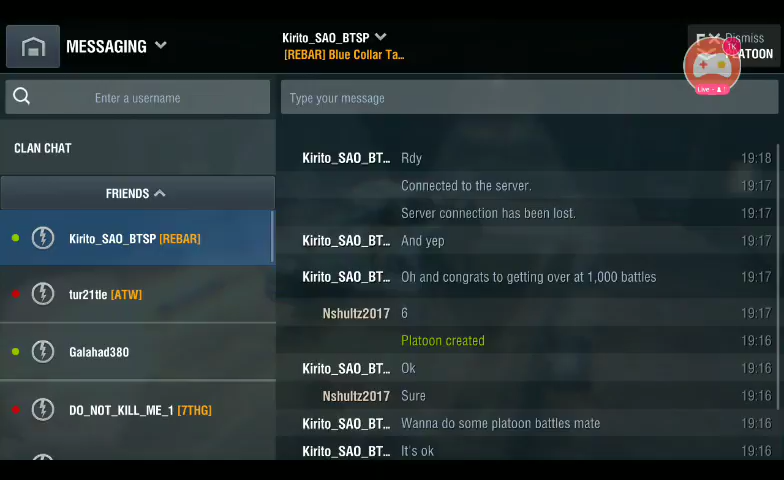 MESSAGING
Kirito_SAO_BTSP
[REBAR] Blue Collar Ta...
Dismiss
PLATOON
TK
Live
1
Enter a username
Type your message
CLAN CHAT
FRIENDS
Kirito_SAO_BTSP [REBAR]
tur21tle [ATW]
Galahad380
DO_NOT_KILL_ME_1 [7THG]
Kirito_SAO_BT... Rdy 19:18
Connected to the server. 19:17
Server connection has been lost. 19:17
Kirito_SAO_BT... And yep 19:17
Kirito_SAO_BT... Oh and congrats to getting over at 1,000 battles 19:17
Nshultz2017 6 19:17
Platoon created 19:16
Kirito_SAO_BT... Ok 19:16
Nshultz2017 Sure 19:16
Kirito_SAO_BT... Wanna do some platoon battles mate 19:16
Kirito_SAO_BT... It's ok 19:16